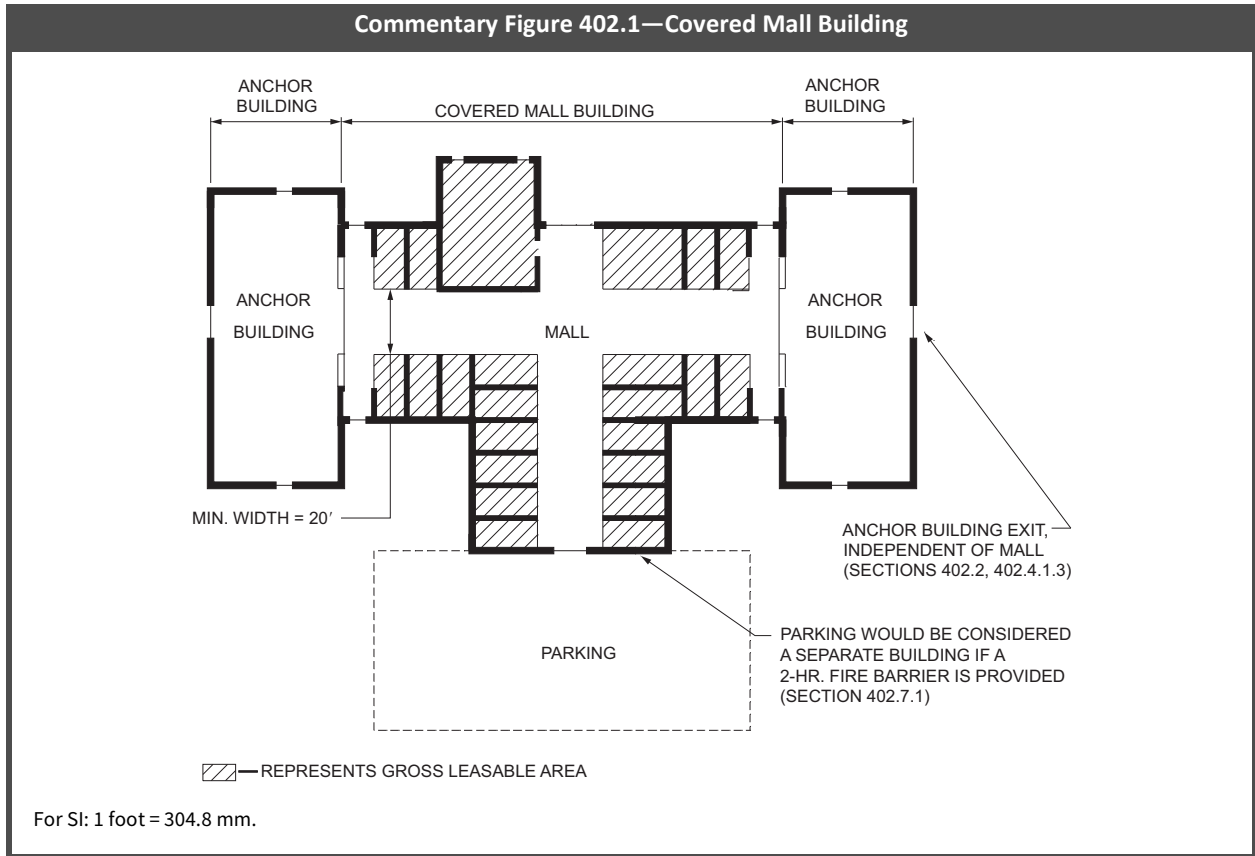 Commentary Figure 402.1—Covered Mall Building
ANCHOR
BUILDING
COVERED MALL BUILDING
ANCHOR
BUILDING
ANCHOR
BUILDING
MALL
ANCHOR
BUILDING
MIN. WIDTH = 20′
ANCHOR BUILDING EXIT,
INDEPENDENT OF MALL
(SECTIONS 402.2, 402.4.1.3)
PARKING
PARKING WOULD BE CONSIDERED
A SEPARATE BUILDING IF A
2-HR. FIRE BARRIER IS PROVIDED
(SECTION 402.7.1)
REPRESENTS GROSS LEASABLE AREA
For SI: 1 foot = 304.8 mm.